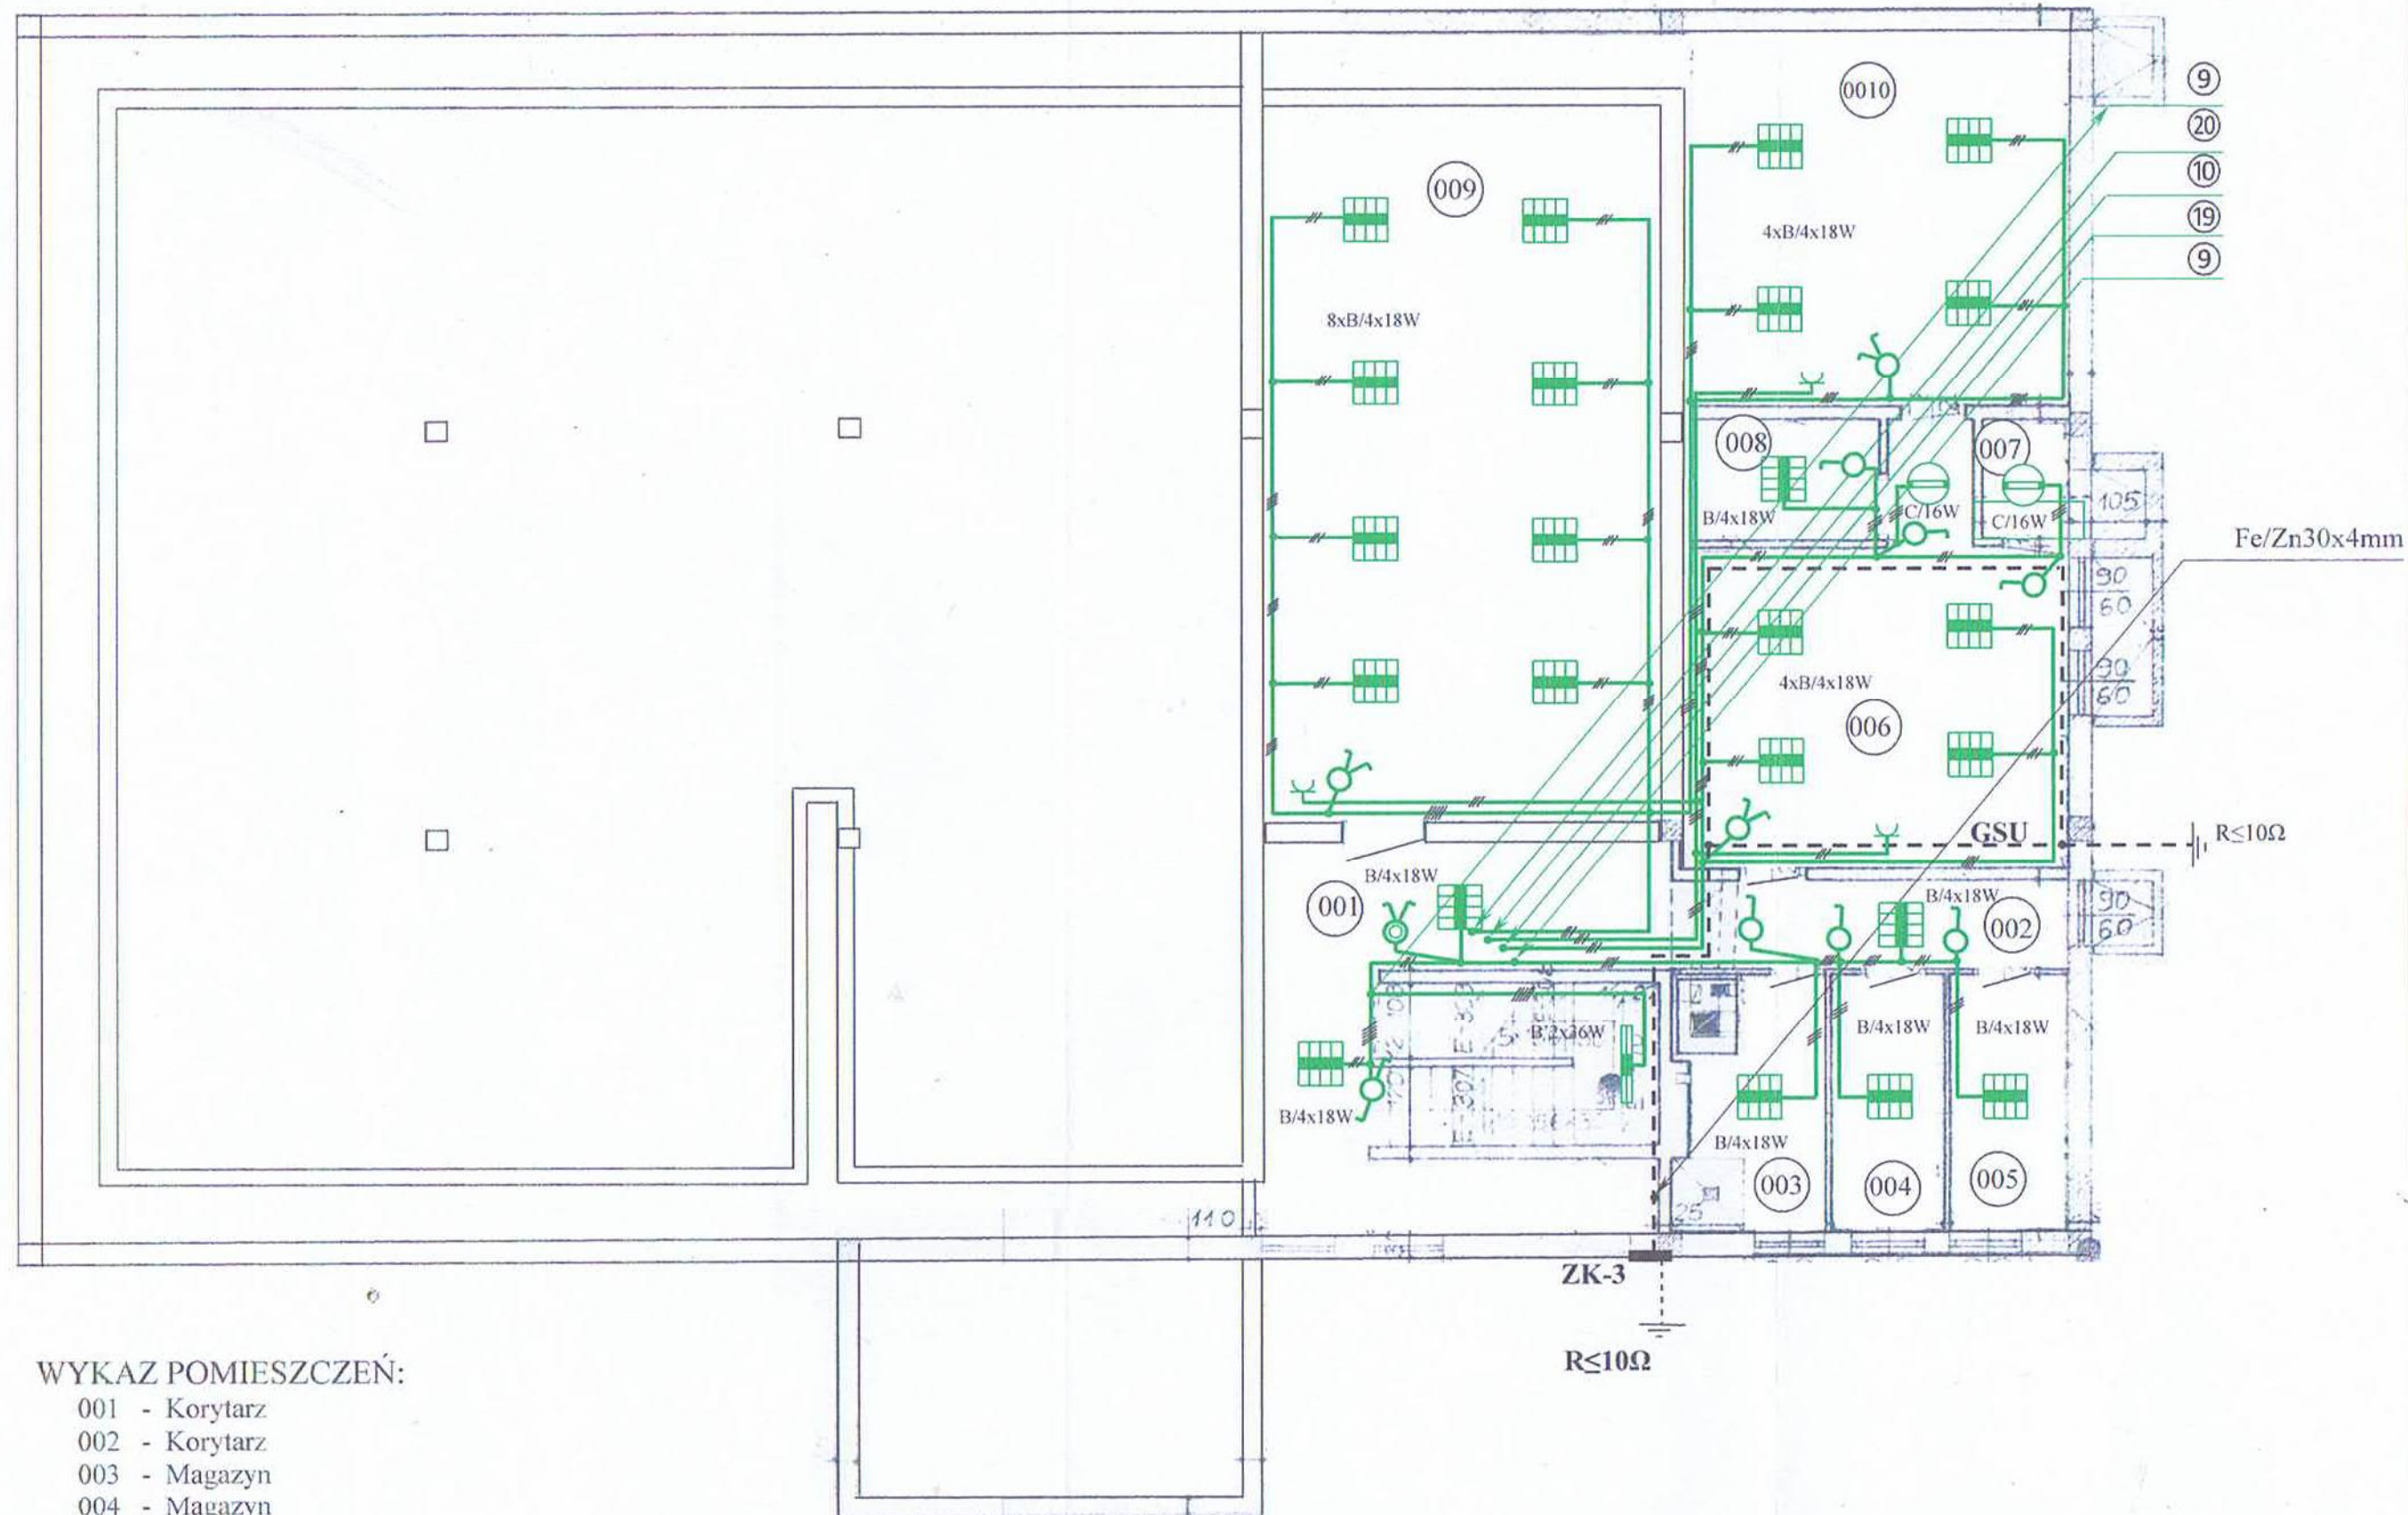 0010
9
20
10
19
9
009
4xB/4x18W
8xB/4x18W
008
007
B/4x18W
C/16W
C/16W
105
Fe/Zn30x4mm
90
60
90
60
4xB/4x18W
006
GSU
R≤10Ω
B/4x18W
001
B/4x18W
002
90
60
B/2x36W
B/4x18W
B/4x18W
B/4x18W
B/4x18W
003
004
005
25
110
ZK-3
R≤10Ω
WYKAZ POMIESZCZEŃ:
001 - Korytarz
002 - Korytarz
003 - Magazyn
004 - Magazyn